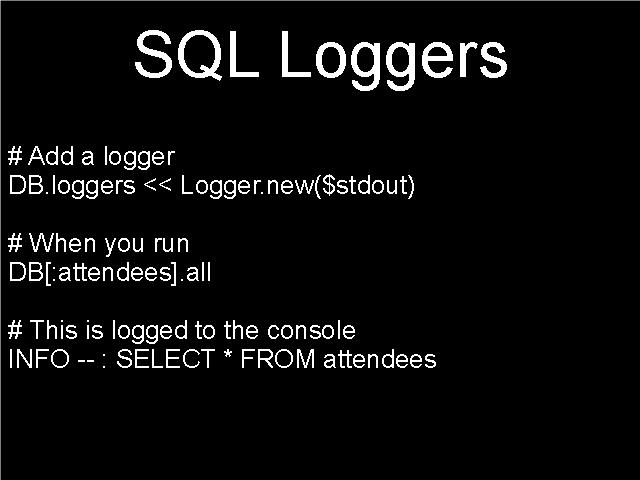 SQL Loggers
# Add a logger
DB.loggers << Logger.new($stdout)
# When you run
DB[:attendees].all
# This is logged to the console
INFO -- : SELECT * FROM attendees